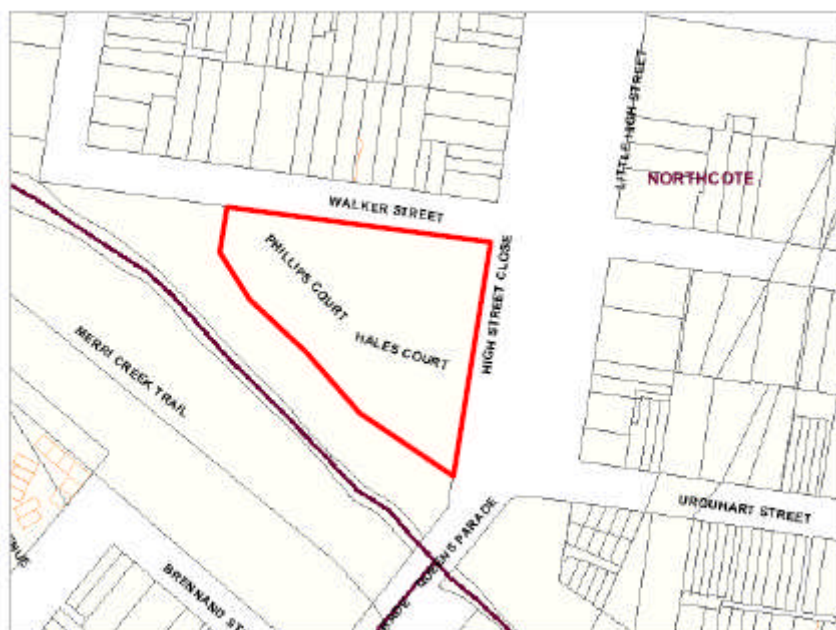 LITTLE HIGH STREET
NORTHCOTE
WALKER STREET
PHILLIPS COURT
HIGH STREET CLOSE
HALES COURT
MERRI CREEK TRAIL
URQUHART STREET
QUEENS PARADE
BRENNAND